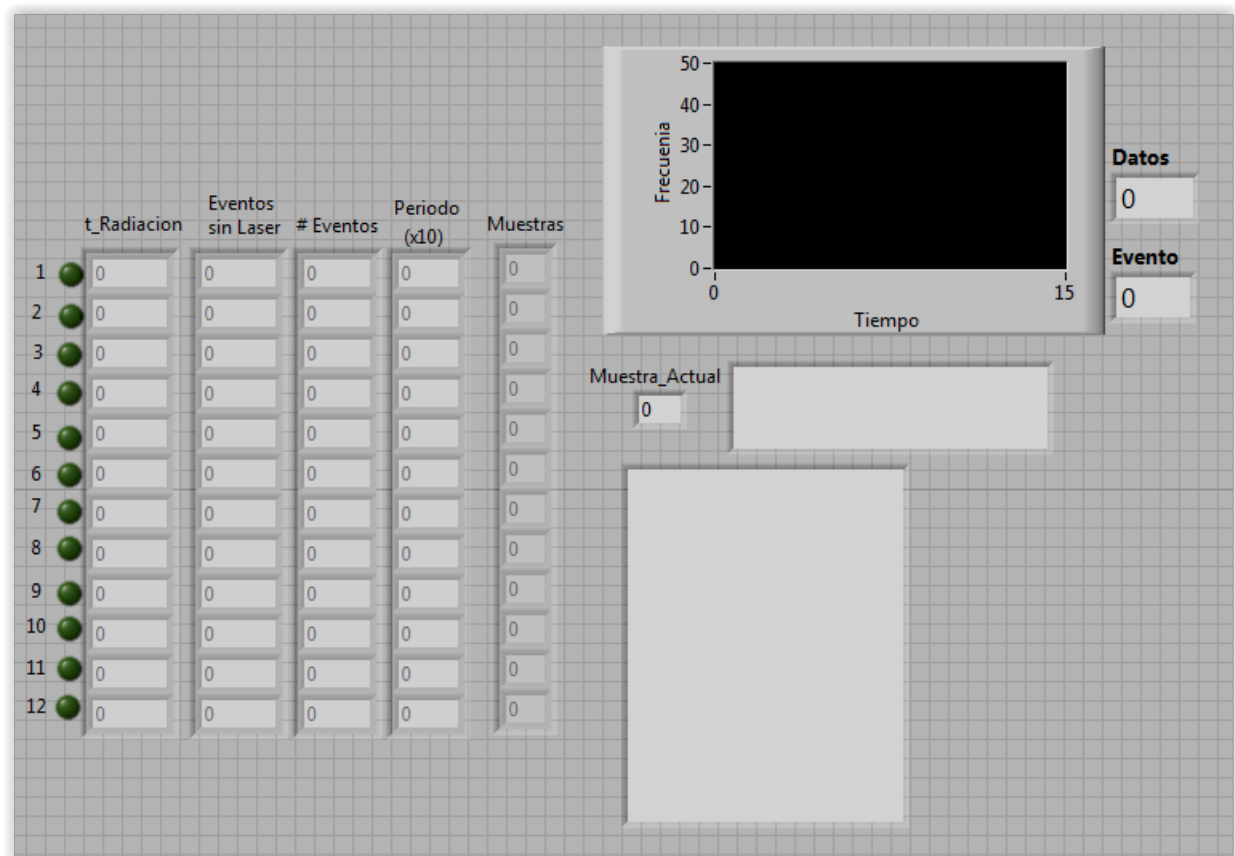 t_Radiacion
Eventos
sin Laser
# Eventos
Periodo
(x10)
Muestras
1 0 0 0 0 0
2 0 0 0 0 0
3 0 0 0 0 0
4 0 0 0 0 0
5 0 0 0 0 0
6 0 0 0 0 0
7 0 0 0 0 0
8 0 0 0 0 0
9 0 0 0 0 0
10 0 0 0 0 0
11 0 0 0 0 0
12 0 0 0 0 0
Frecuenia
50
40
30
20
10
0
0 15
Tiempo
Datos
0
Evento
0
Muestra_Actual
0